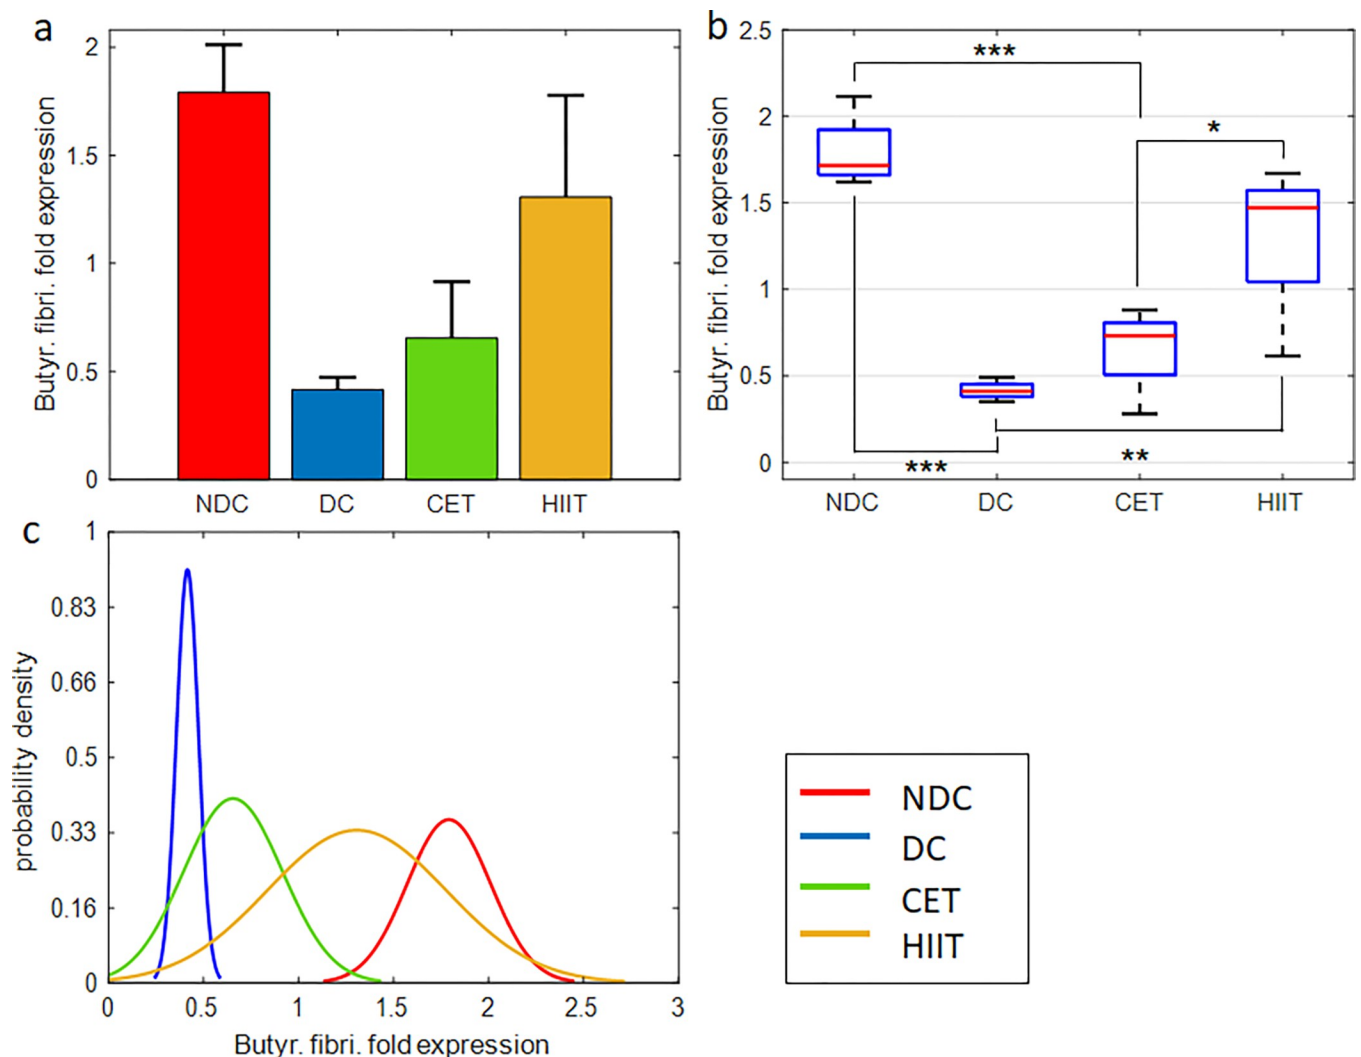 a
Butyr. fibri. fold expression
2
1.5
1
0.5
0
NDC DC CET HIIT
b
Butyr. fibri. fold expression
2.5
2
1.5
1
0.5
0
***
*
***
**
NDC DC CET HIIT
c
probability density
1
0.83
0.66
0.5
0.33
0.16
0
0 0.5 1 1.5 2 2.5 3
Butyr. fibri. fold expression
NDC
DC
CET
HIIT